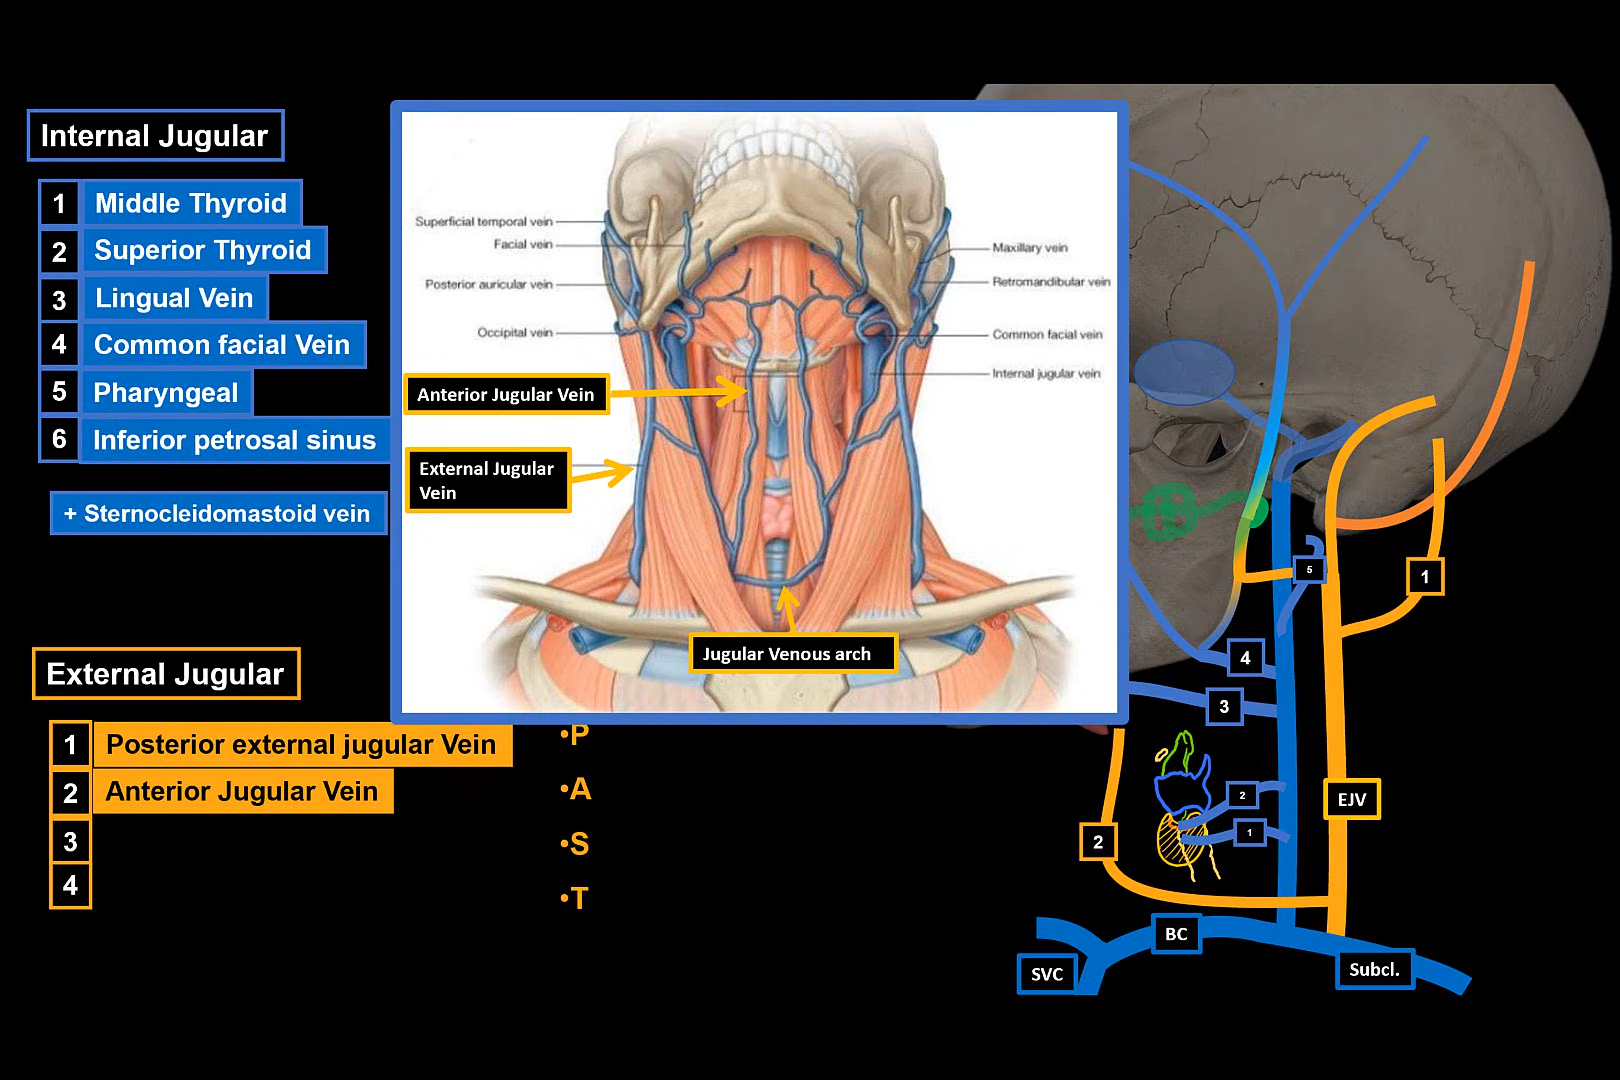 Internal Jugular
1 Middle Thyroid
2 Superior Thyroid
3 Lingual Vein
4 Common facial Vein
5 Pharyngeal
6 Inferior petrosal sinus
+ Sternocleidomastoid vein
External Jugular
1 Posterior external jugular Vein
2 Anterior Jugular Vein
3
4
•P
•A
•S
•T
Superficial temporal vein
Facial vein
Posterior auricular vein
Occipital vein
Anterior Jugular Vein
External Jugular
Vein
Maxillary vein
Retromandibular vein
Common facial vein
Internal jugular vein
Jugular Venous arch
5
1
4
3
2
1
2
EJV
BC
SVC
Subcl.